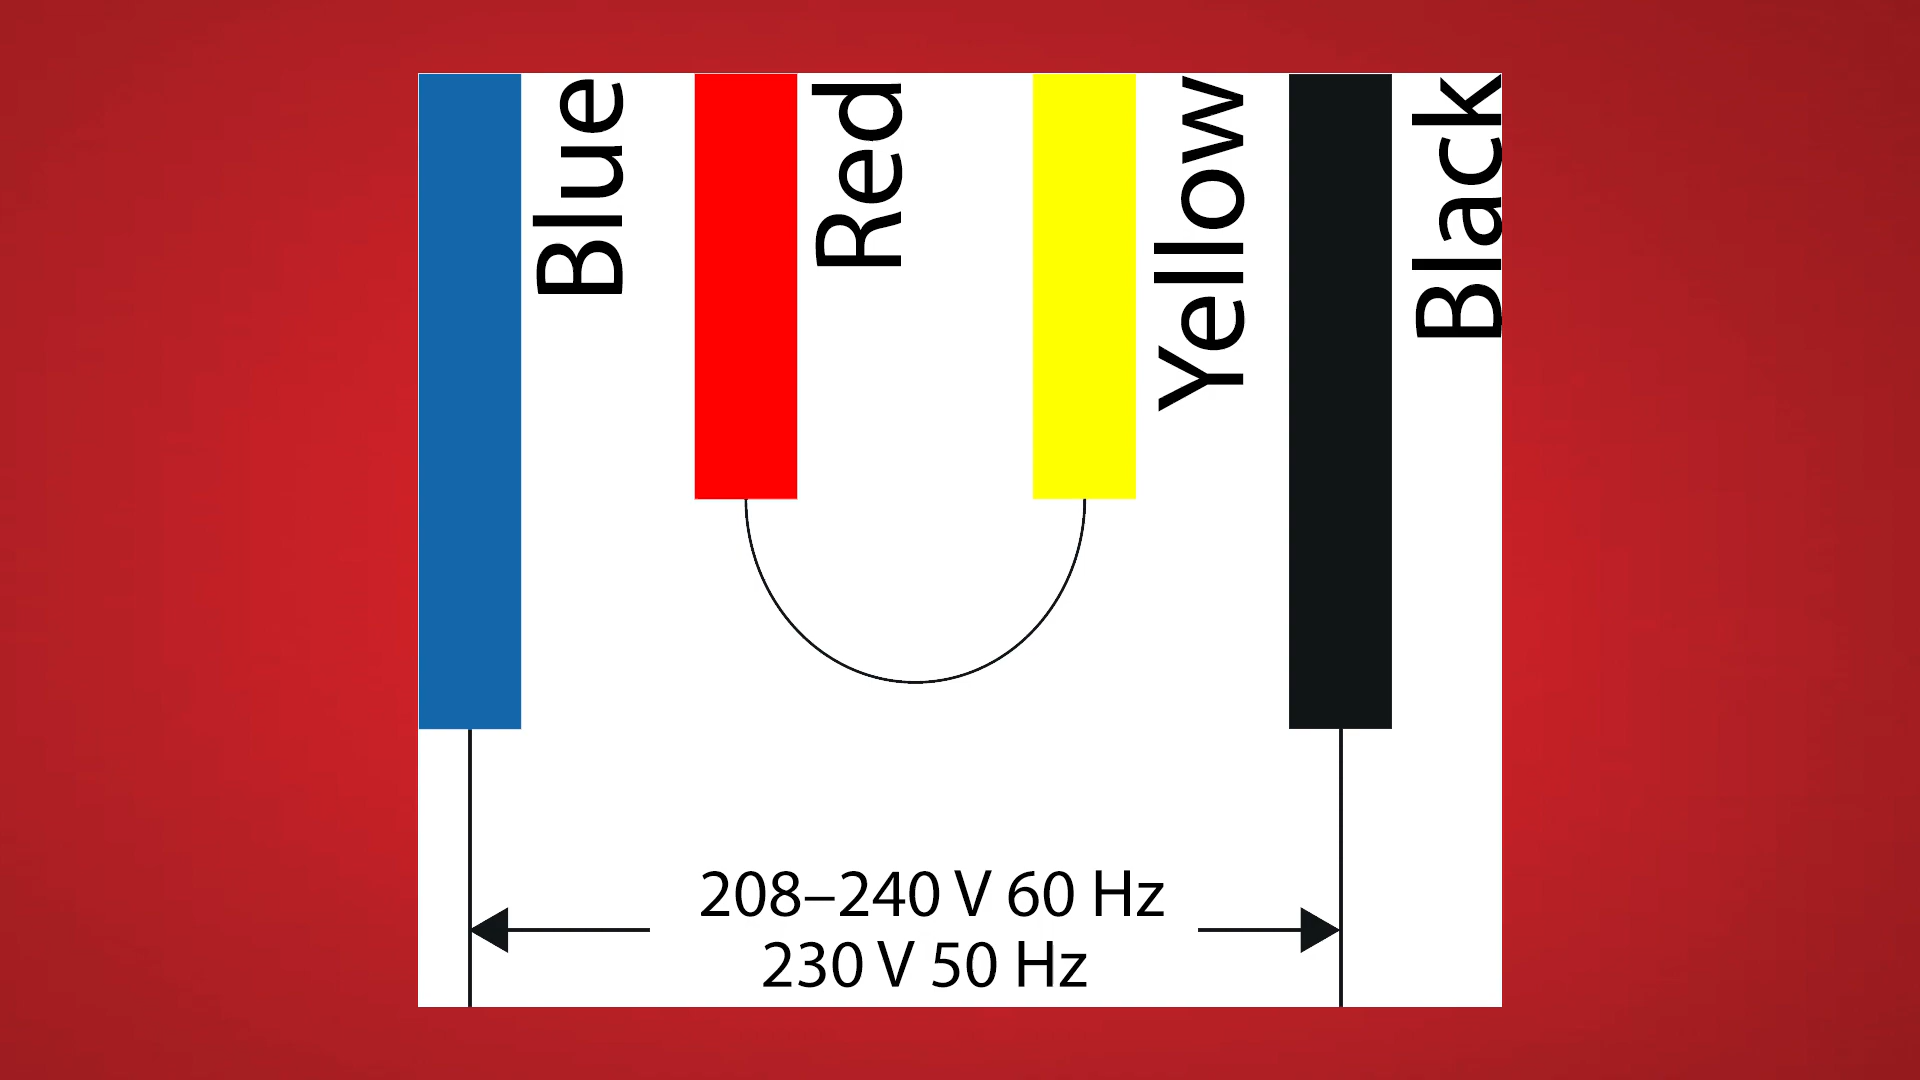 Blue
Red
Yellow
Black
208–240 V 60 Hz
230 V 50 Hz